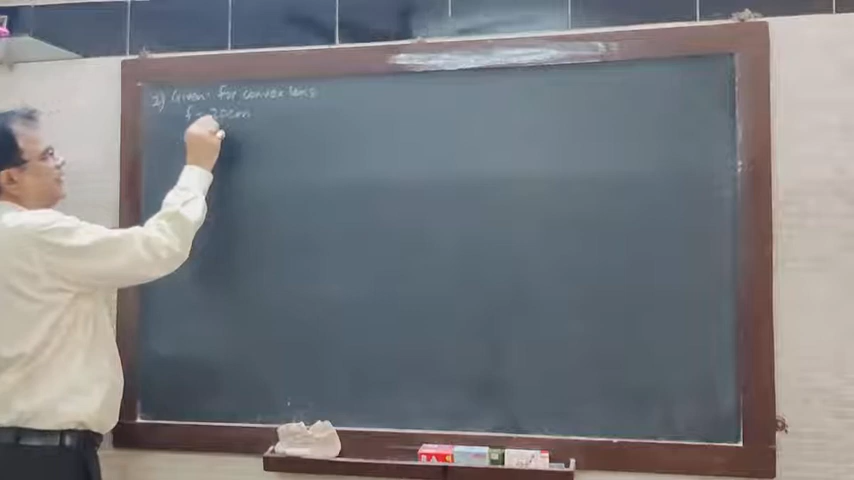 2) Given: for convex lens
f = 20cm